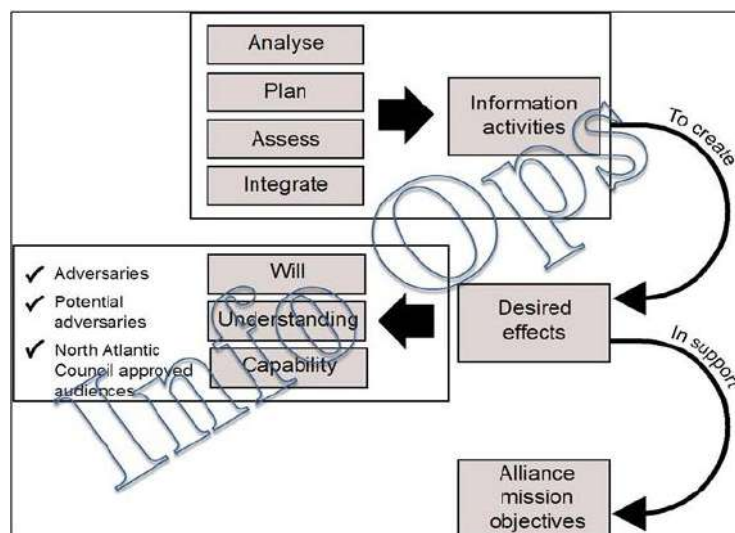 Analyse
Plan
Assess
Integrate
Information
activities
To create
✓ Adversaries
✓ Potential
adversaries
✓ North Atlantic
Council approved
audiences
Will
Understanding
Capability
Desired
effects
In support
Alliance
mission
objectives
Info Ops